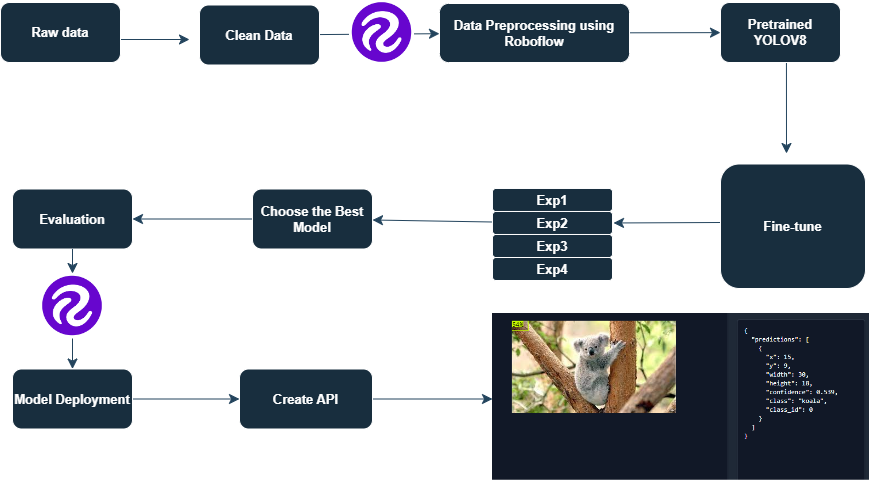 Raw data
Clean Data
Data Preprocessing using
Roboflow
Pretrained
YOLOV8
Evaluation
Choose the Best
Model
Exp1
Exp2
Exp3
Exp4
Fine-tune
Model Deployment
Create API
{
"predictions": [
{
"x": 15,
"y": 9,
"width": 30,
"height": 18,
"confidence": 0.539,
"class": "koala",
"class_id": 0
}
]
}